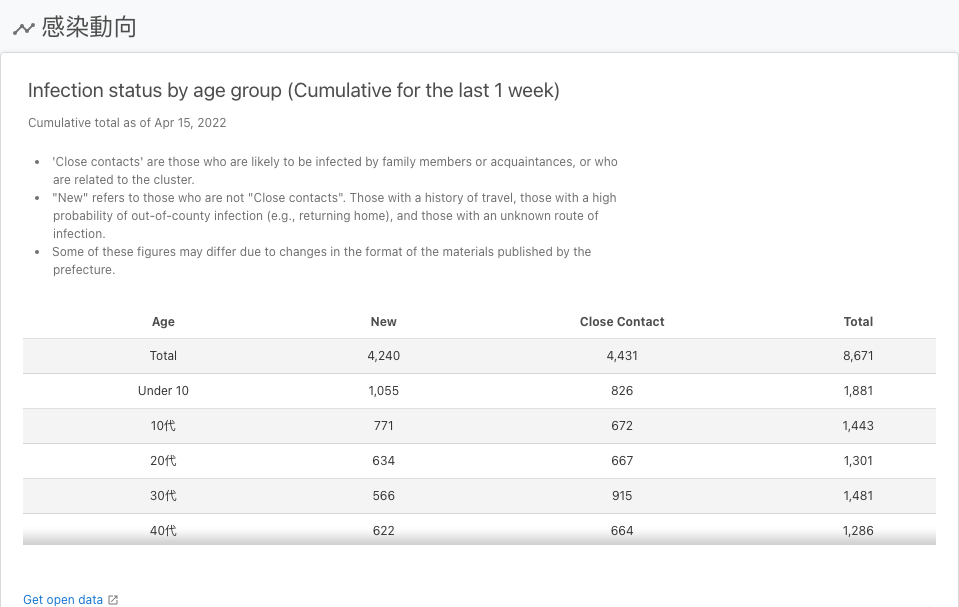 感染動向
Infection status by age group (Cumulative for the last 1 week)
Cumulative total as of Apr 15, 2022
• 'Close contacts' are those who are likely to be infected by family members or acquaintances, or who
are related to the cluster.
• "New" refers to those who are not "Close contacts". Those with a history of travel, those with a high
probability of out-of-county infection (e.g., returning home), and those with an unknown route of
infection.
• Some of these figures may differ due to changes in the format of the materials published by the
prefecture.
Age New Close Contact Total
Total 4,240 4,431 8,671
Under 10 1,055 826 1,881
10代 771 672 1,443
20代 634 667 1,301
30代 566 915 1,481
40代 622 664 1,286
Get open data